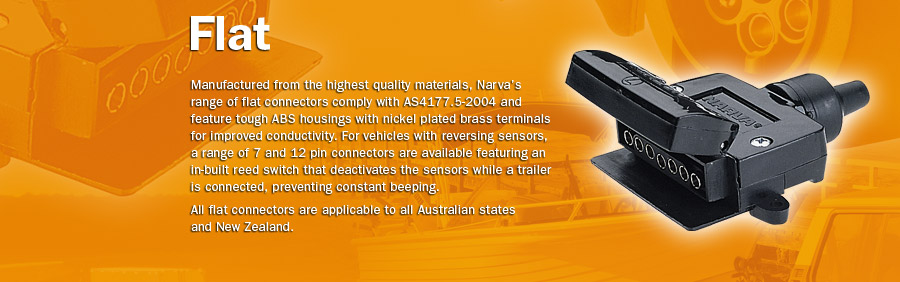 Flat
Manufactured from the highest quality materials, Narva's
range of flat connectors comply with AS4177.5-2004 and
feature tough ABS housings with nickel plated brass terminals
for improved conductivity. For vehicles with reversing sensors,
a range of 7 and 12 pin connectors are available featuring an
in-built reed switch that deactivates the sensors while a trailer
is connected, preventing constant beeping.
All flat connectors are applicable to all Australian states
and New Zealand.
NARVA